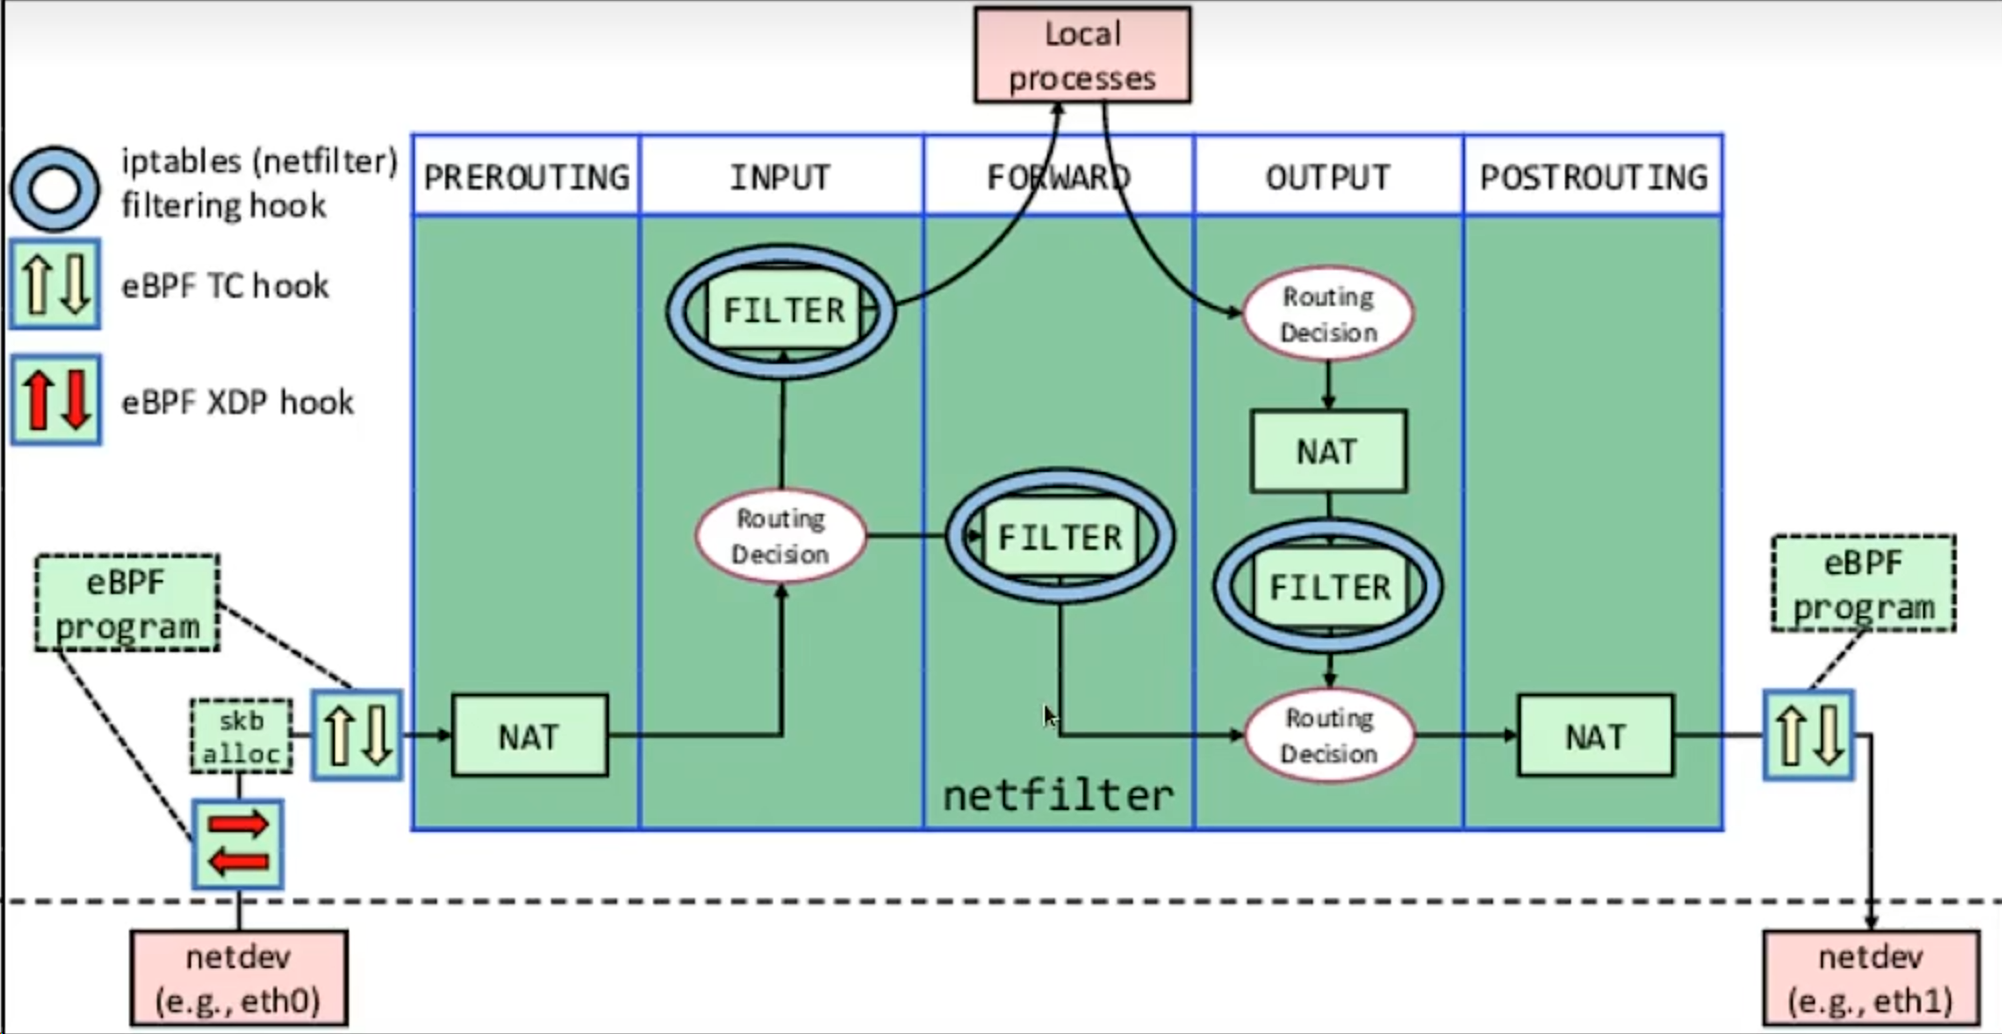 Local
processes
iptables (netfilter)
filtering hook
eBPF TC hook
eBPF XDP hook
PREROUTING
INPUT
FORWARD
OUTPUT
POSTROUTING
FILTER
Routing
Decision
NAT
Routing
Decision
FILTER
FILTER
eBPF
program
eBPF
program
skb
alloc
NAT
Routing
Decision
NAT
netfilter
netdev
(e.g., eth0)
netdev
(e.g., eth1)